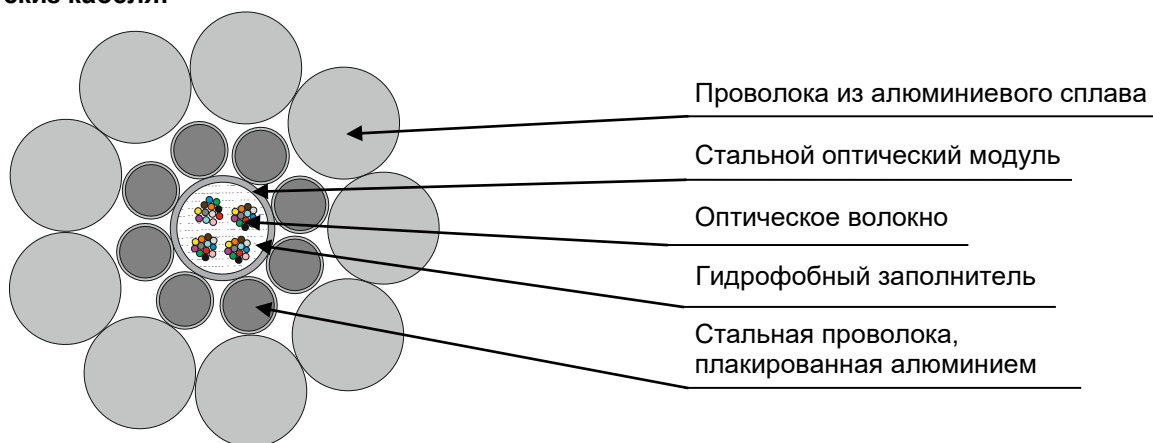 Проволока из алюминиевого сплава
Стальной оптический модуль
Оптическое волокно
Гидрофобный заполнитель
Стальная проволока,
плакированная алюминием